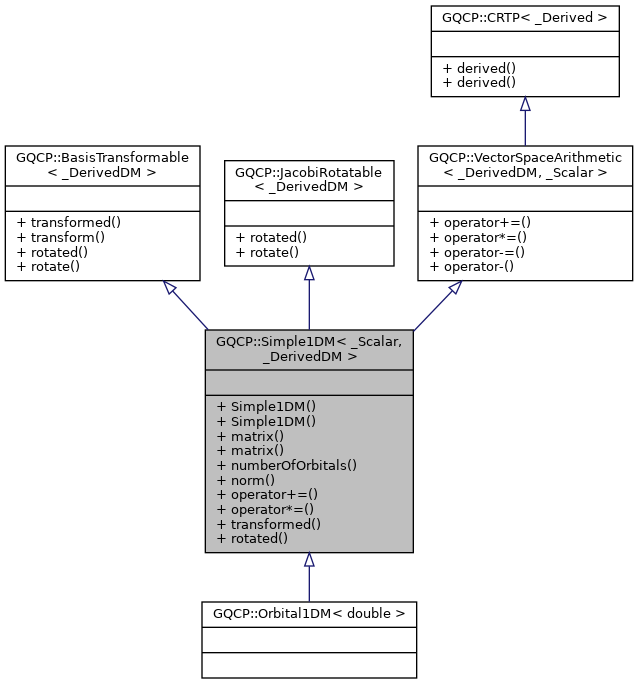 GQCP::CRTP< _Derived >
+ derived()
+ derived()
GQCP::BasisTransformable
< _DerivedDM >
+ transformed()
+ transform()
+ rotated()
+ rotate()
GQCP::JacobiRotatable
< _DerivedDM >
+ rotated()
+ rotate()
GQCP::VectorSpaceArithmetic
< _DerivedDM, _Scalar >
+ operator+=()
+ operator*=()
+ operator-=()
+ operator-()
GQCP::Simple1DM< _Scalar,
_DerivedDM >
+ Simple1DM()
+ Simple1DM()
+ matrix()
+ matrix()
+ numberOfOrbitals()
+ norm()
+ operator+=()
+ operator*=()
+ transformed()
+ rotated()
GQCP::Orbital1DM< double >